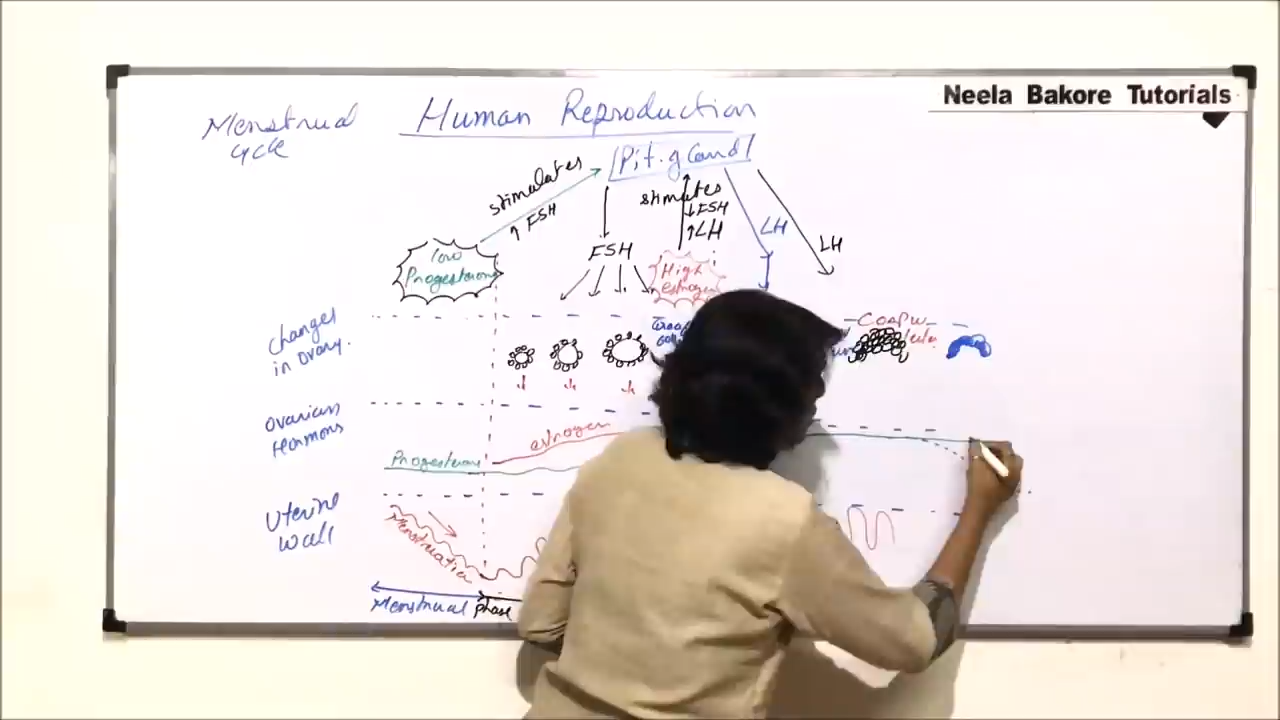 Neela Bakore Tutorials
Menstrual
cycle
Human Reproduction
Pit. gland
stimulates
↑ FSH
stimulates
↓ FSH
↑ LH
FSH
LH
LH
low
Progesterone
High
estrogen
Changes
in ovary.
Ovarian
Hormons
estrogen
Progesterone
Uterine
wall
Menstruation
Menstrual phase